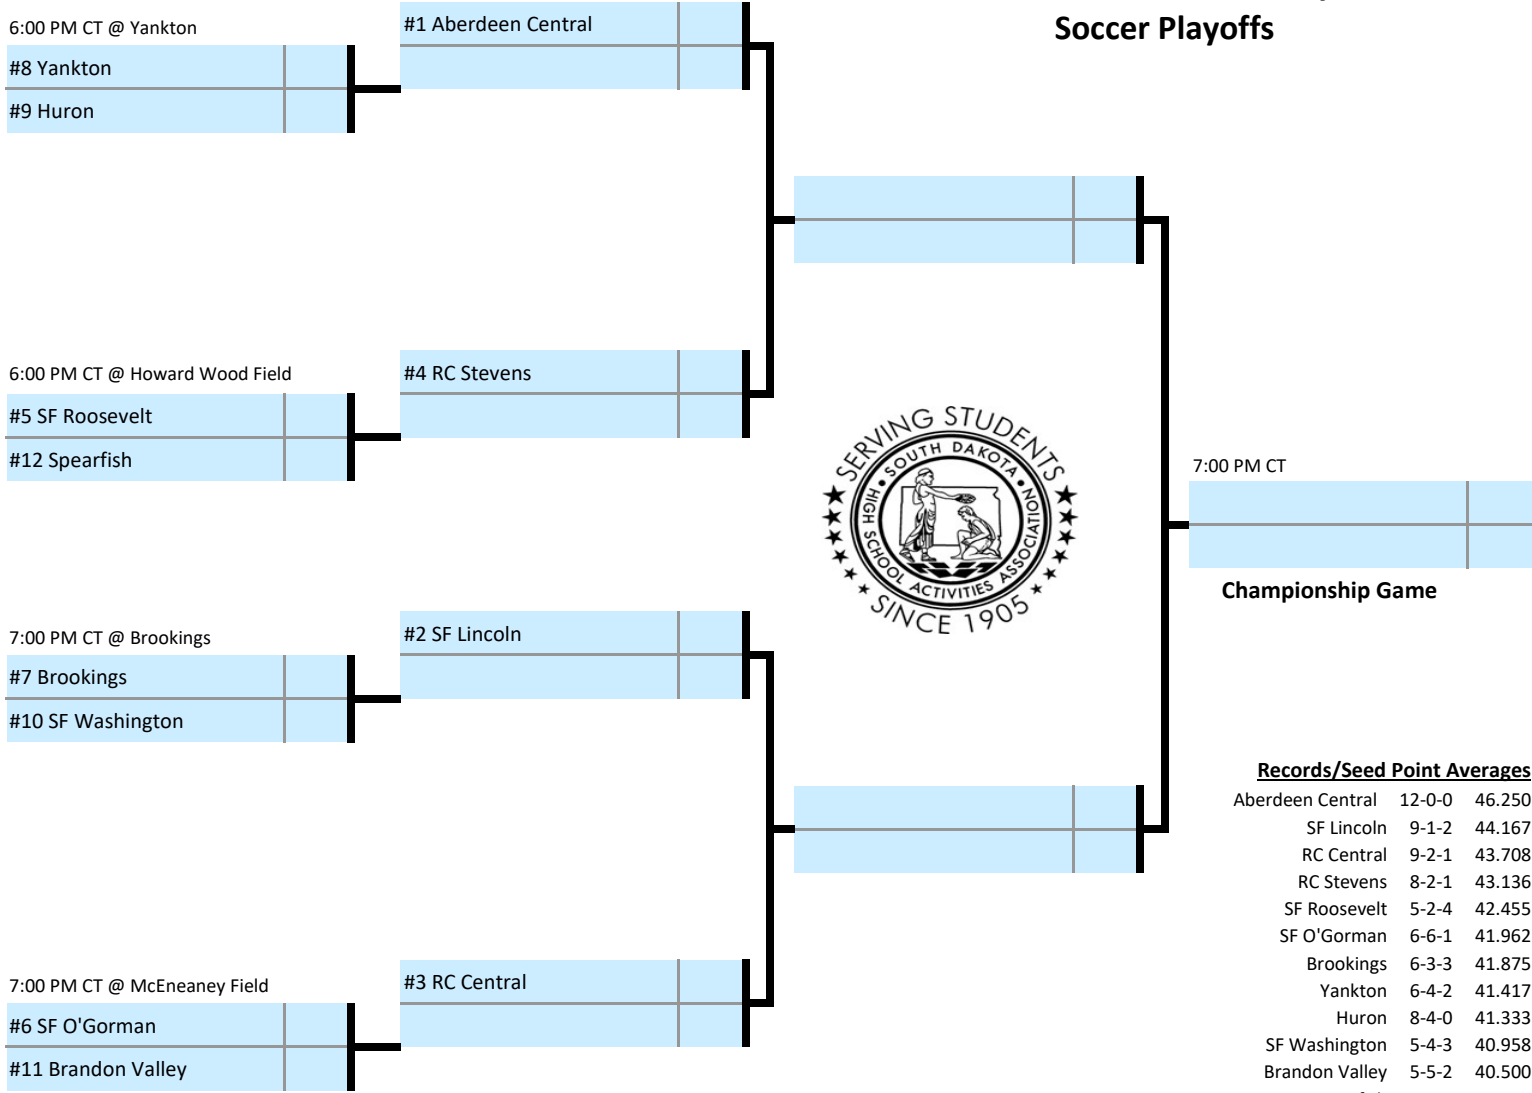 Soccer Playoffs
6:00 PM CT @ Yankton
#8 Yankton
#9 Huron
#1 Aberdeen Central
6:00 PM CT @ Howard Wood Field
#5 SF Roosevelt
#12 Spearfish
#4 RC Stevens
7:00 PM CT @ Brookings
#7 Brookings
#10 SF Washington
#2 SF Lincoln
7:00 PM CT @ McEneaney Field
#6 SF O'Gorman
#11 Brandon Valley
#3 RC Central
SERVING STUDENTS
SOUTH DAKOTA
HIGH SCHOOL ACTIVITIES ASSOCIATION
SINCE 1905
7:00 PM CT
Championship Game
Records/Seed Point Averages
Aberdeen Central 12-0-0 46.250
SF Lincoln 9-1-2 44.167
RC Central 9-2-1 43.708
RC Stevens 8-2-1 43.136
SF Roosevelt 5-2-4 42.455
SF O'Gorman 6-6-1 41.962
Brookings 6-3-3 41.875
Yankton 6-4-2 41.417
Huron 8-4-0 41.333
SF Washington 5-4-3 40.958
Brandon Valley 5-5-2 40.500